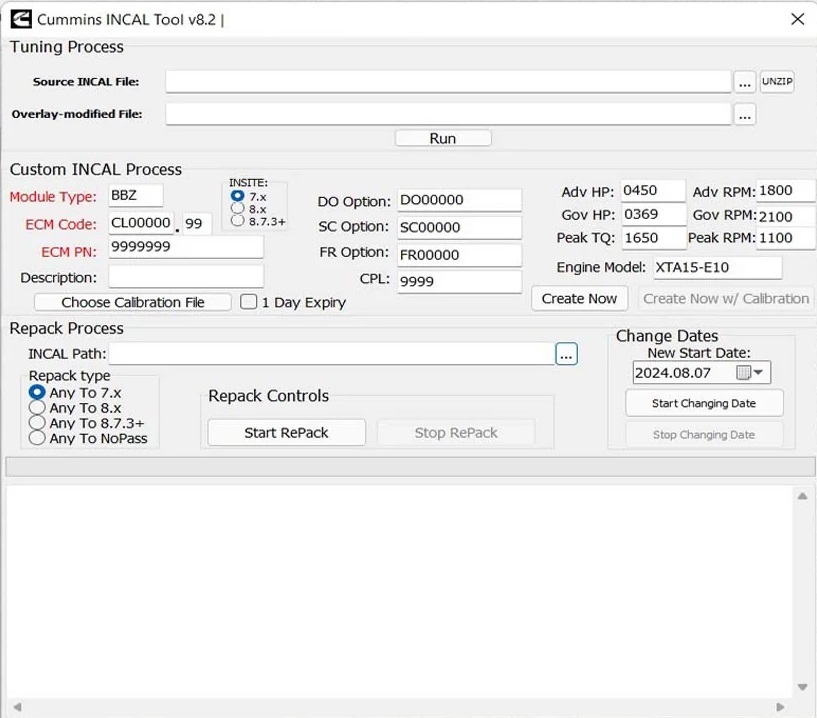 Cummins INCAL Tool v8.2 |
Tuning Process
Source INCAL File: ... UNZIP
Overlay-modified File: ...
Run
Custom INCAL Process
Module Type: BBZ
ECM Code: CL00000 . 99
ECM PN: 9999999
Description:
Choose Calibration File
1 Day Expiry
INSITE:
7.x
8.x
8.7.3+
DO Option: DO00000
SC Option: SC00000
FR Option: FR00000
CPL: 9999
Adv HP: 0450 Adv RPM: 1800
Gov HP: 0369 Gov RPM: 2100
Peak TQ: 1650 Peak RPM: 1100
Engine Model: XTA15-E10
Create Now Create Now w/ Calibration
Repack Process
INCAL Path: ...
Repack type
Any To 7.x
Any To 8.x
Any To 8.7.3+
Any To NoPass
Repack Controls
Start RePack Stop RePack
Change Dates
New Start Date:
2024.08.07
Start Changing Date
Stop Changing Date